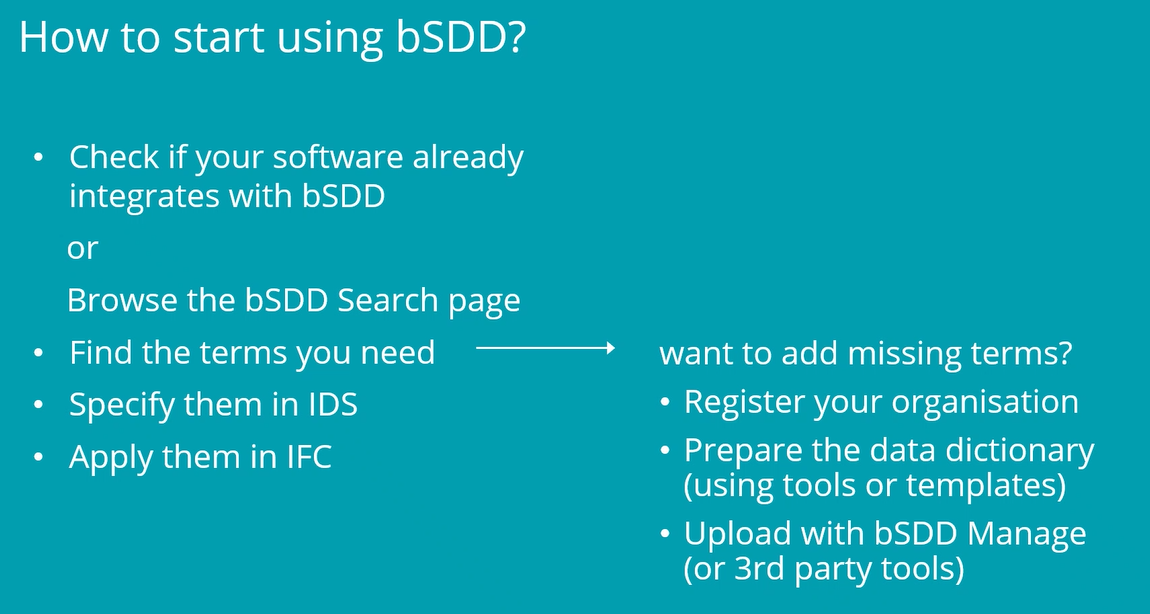 How to start using bSDD?
• Check if your software already
integrates with bSDD
or
Browse the bSDD Search page
• Find the terms you need
• Specify them in IDS
• Apply them in IFC
want to add missing terms?
• Register your organisation
• Prepare the data dictionary
(using tools or templates)
• Upload with bSDD Manage
(or 3rd party tools)